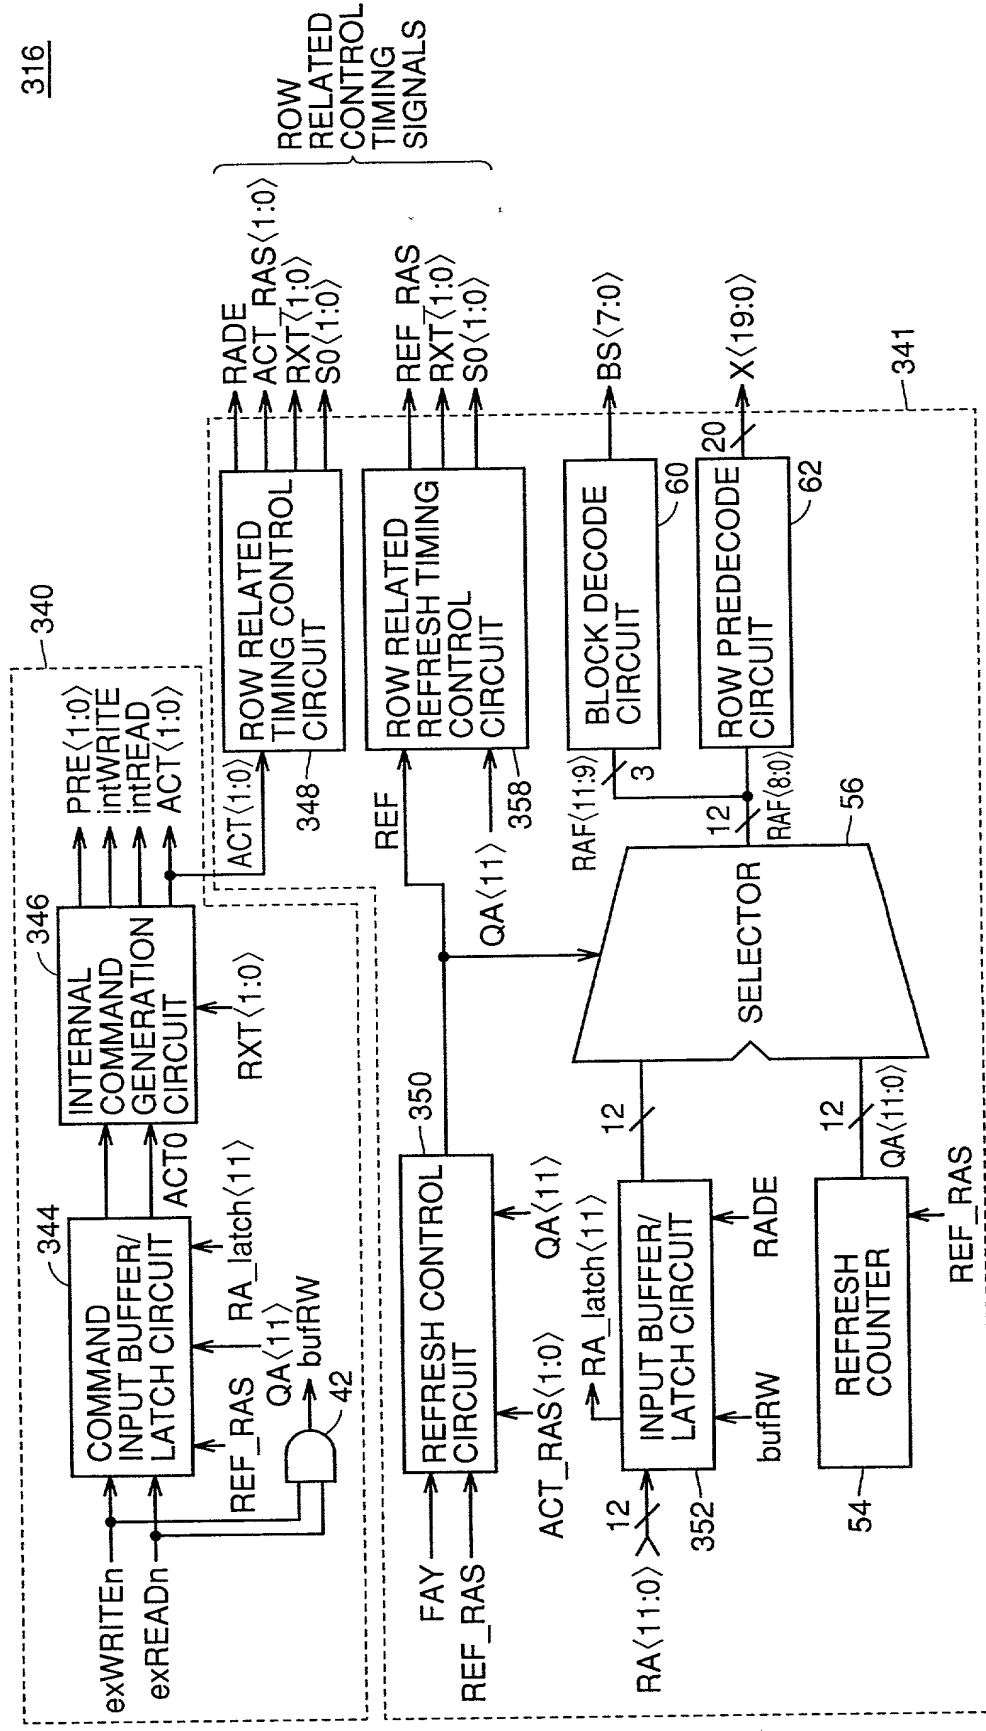 316
340
exWRITEn
exREADn
COMMAND
INPUT BUFFER/
LATCH CIRCUIT
344
REF_RAS
QA⟨11⟩
RA_latch⟨11⟩
bufRW
42
ACT0
INTERNAL
COMMAND
GENERATION
CIRCUIT
346
RXT⟨1:0⟩
PRE⟨1:0⟩
intWRITE
intREAD
ACT⟨1:0⟩
ACT⟨1:0⟩
ROW RELATED
TIMING CONTROL
CIRCUIT
348
RADE
ACT_RAS⟨1:0⟩
RXT⟨1:0⟩
S0⟨1:0⟩
ROW
RELATED
CONTROL
TIMING
SIGNALS
FAY
REF_RAS
REFRESH CONTROL
CIRCUIT
350
ACT_RAS⟨1:0⟩
QA⟨11⟩
REF
QA⟨11⟩
ROW RELATED
REFRESH TIMING
CONTROL
CIRCUIT
358
REF_RAS
RXT⟨1:0⟩
S0⟨1:0⟩
RA⟨11:0⟩
12
RA_latch⟨11⟩
INPUT BUFFER/
LATCH CIRCUIT
352
bufRW
RADE
12
REFRESH
COUNTER
54
REF_RAS
12
QA⟨11:0⟩
SELECTOR
56
12
RAF⟨11:9⟩
3
RAF⟨8:0⟩
BLOCK DECODE
CIRCUIT
60
BS⟨7:0⟩
ROW PREDECODE
CIRCUIT
62
20
X⟨19:0⟩
341